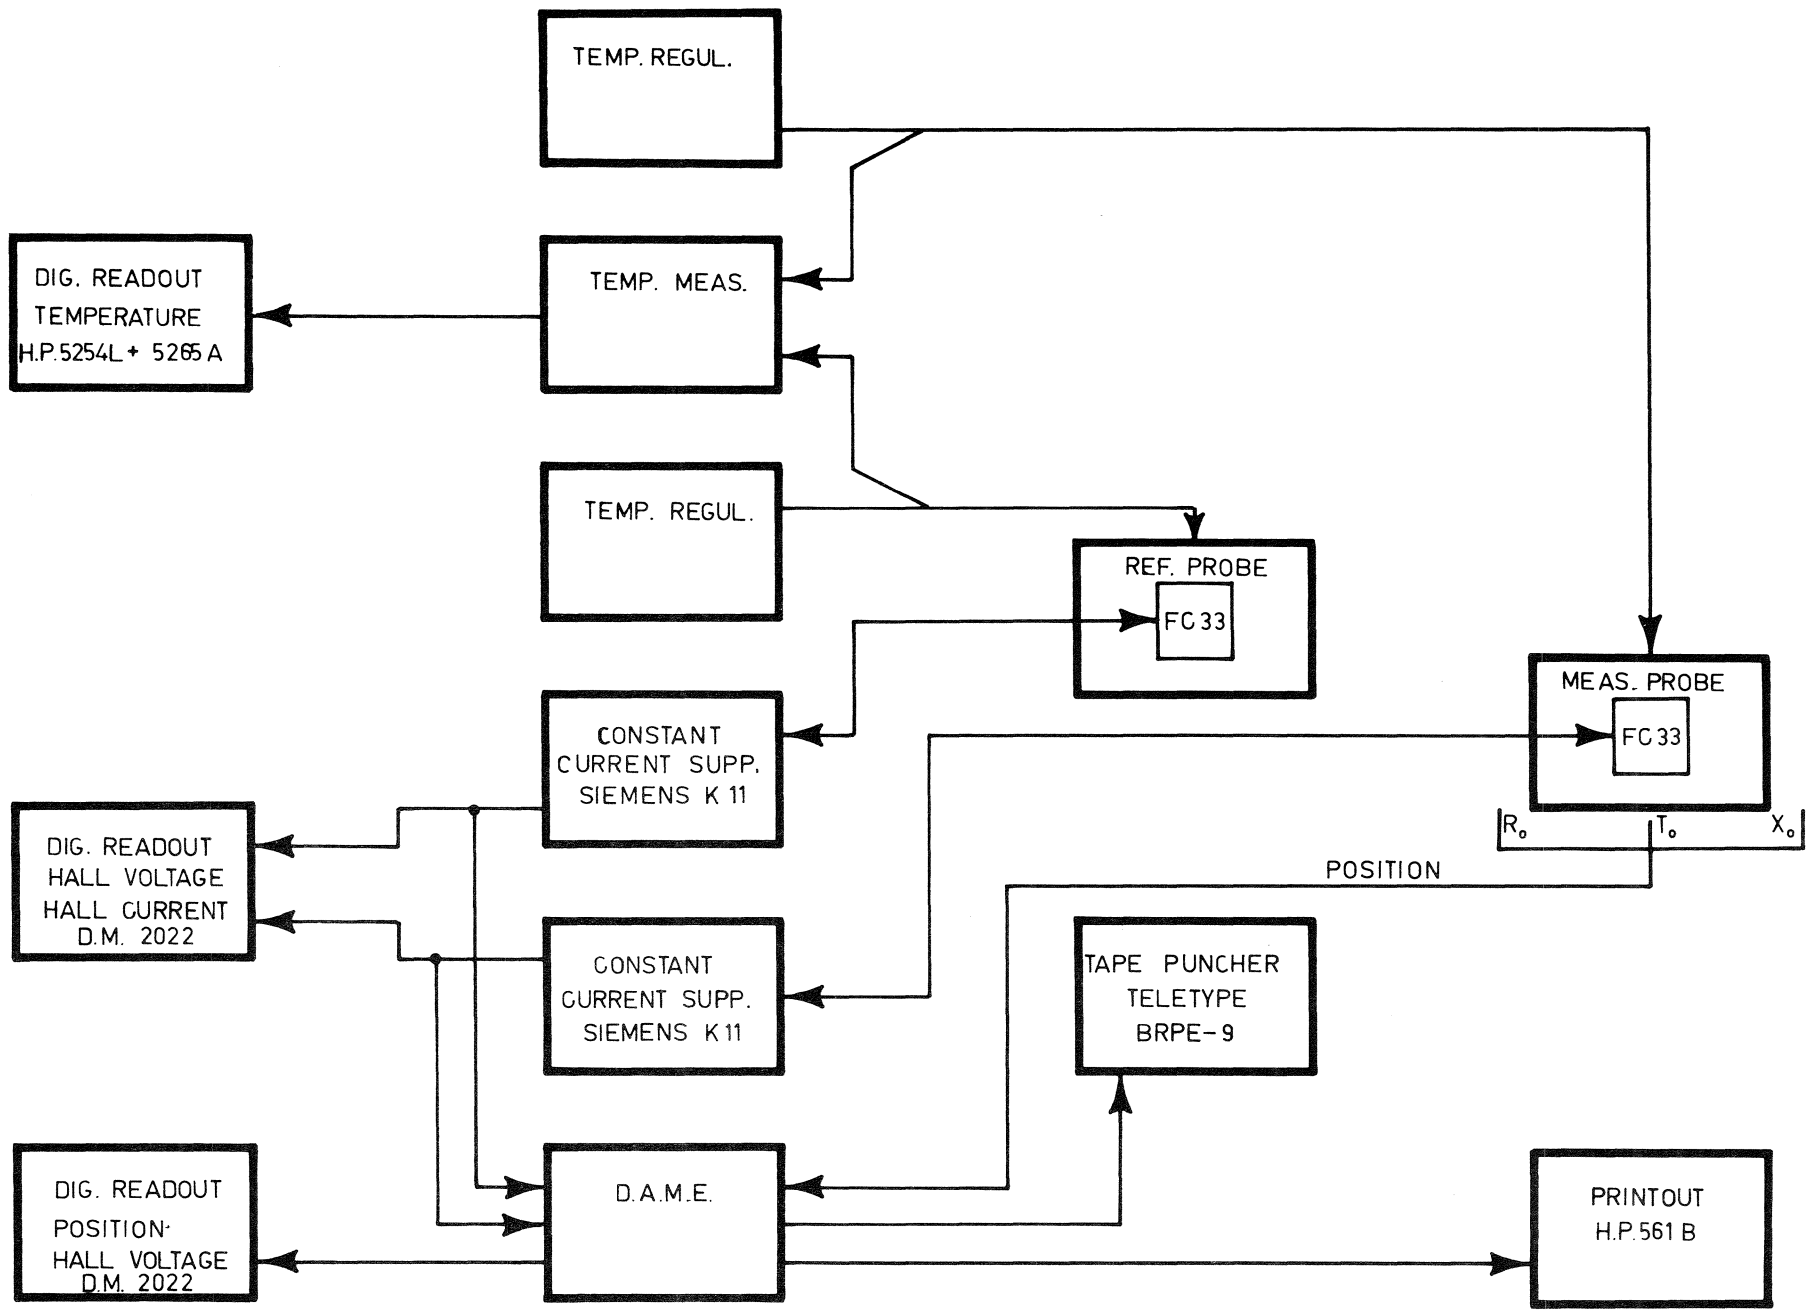 TEMP. REGUL.
DIG. READOUT
TEMPERATURE
H.P. 5254L + 5265 A
TEMP. MEAS.
TEMP. REGUL.
REF. PROBE
FC 33
MEAS. PROBE
FC 33
CONSTANT
CURRENT SUPP.
SIEMENS K 11
R₀ T₀ X₀
POSITION
DIG. READOUT
HALL VOLTAGE
HALL CURRENT
D.M. 2022
CONSTANT
CURRENT SUPP.
SIEMENS K 11
TAPE PUNCHER
TELETYPE
BRPE-9
DIG. READOUT
POSITION
HALL VOLTAGE
D.M. 2022
D.A.M.E.
PRINTOUT
H.P. 561 B